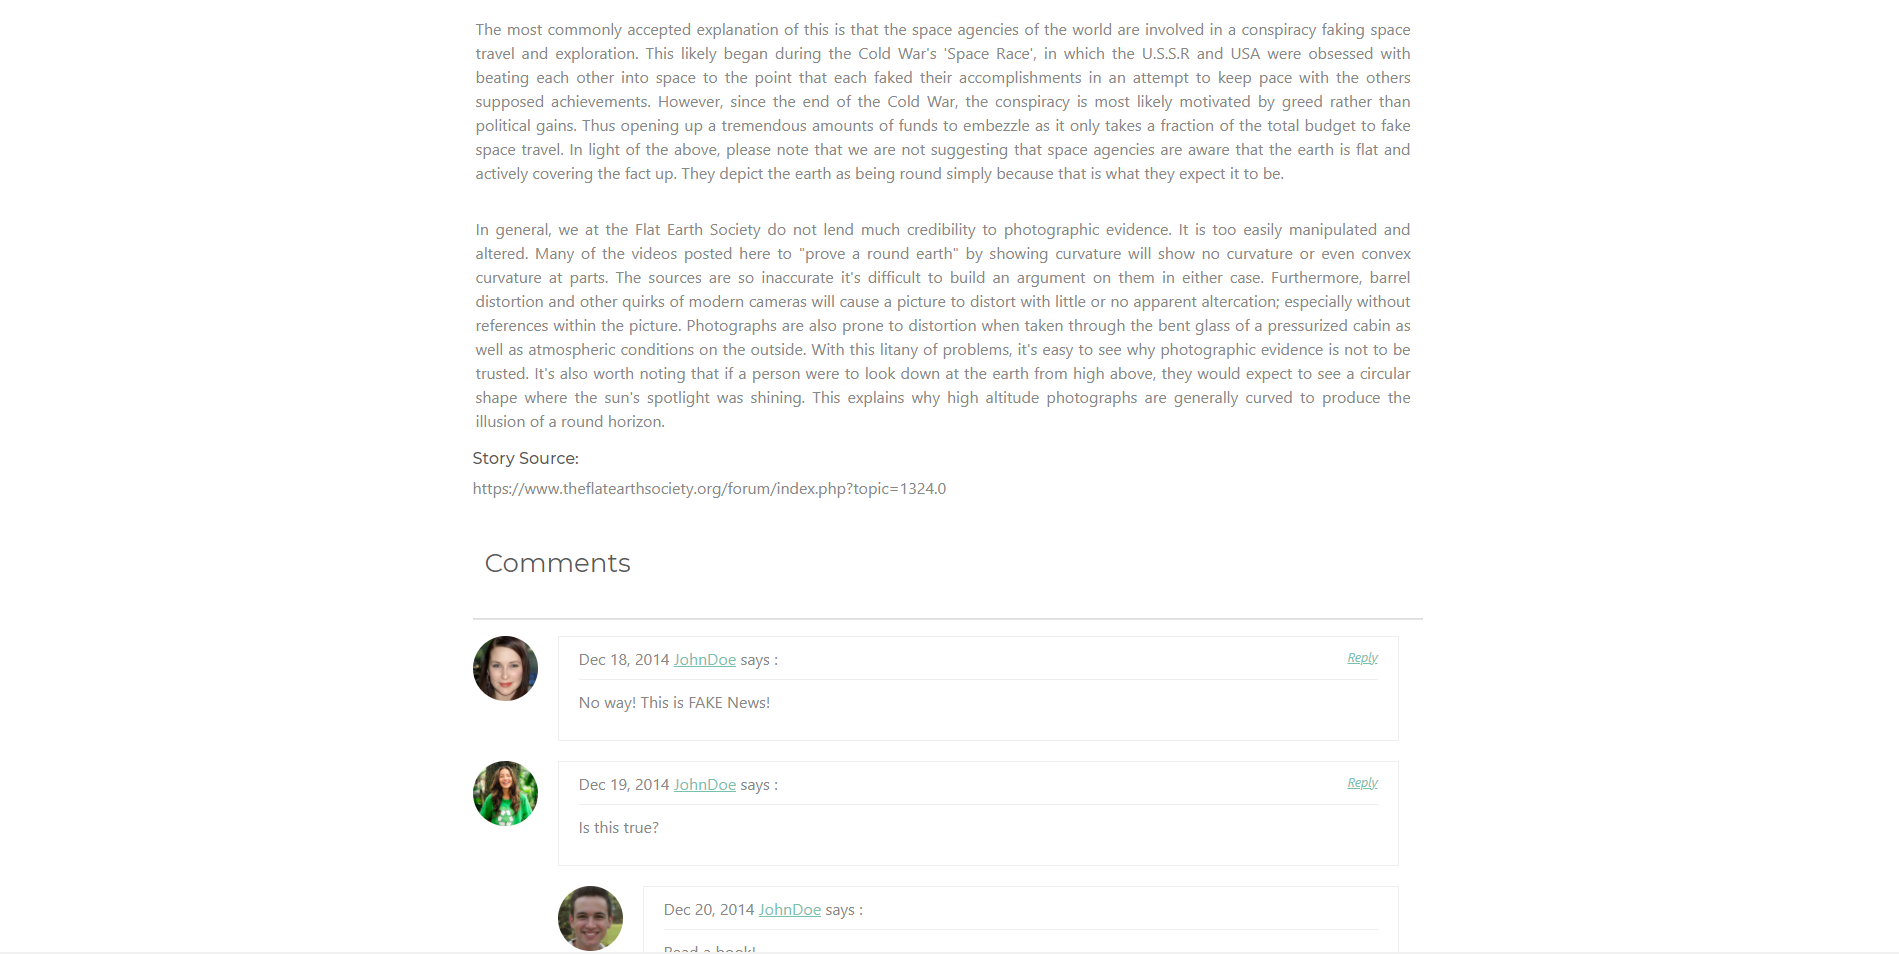 The most commonly accepted explanation of this is that the space agencies of the world are involved in a conspiracy faking space
travel and exploration. This likely began during the Cold War's 'Space Race', in which the U.S.S.R and USA were obsessed with
beating each other into space to the point that each faked their accomplishments in an attempt to keep pace with the others
supposed achievements. However, since the end of the Cold War, the conspiracy is most likely motivated by greed rather than
political gains. Thus opening up a tremendous amounts of funds to embezzle as it only takes a fraction of the total budget to fake
space travel. In light of the above, please note that we are not suggesting that space agencies are aware that the earth is flat and
actively covering the fact up. They depict the earth as being round simply because that is what they expect it to be.
In general, we at the Flat Earth Society do not lend much credibility to photographic evidence. It is too easily manipulated and
altered. Many of the videos posted here to "prove a round earth" by showing curvature will show no curvature or even convex
curvature at parts. The sources are so inaccurate it's difficult to build an argument on them in either case. Furthermore, barrel
distortion and other quirks of modern cameras will cause a picture to distort with little or no apparent altercation; especially without
references within the picture. Photographs are also prone to distortion when taken through the bent glass of a pressurized cabin as
well as atmospheric conditions on the outside. With this litany of problems, it's easy to see why photographic evidence is not to be
trusted. It's also worth noting that if a person were to look down at the earth from high above, they would expect to see a circular
shape where the sun's spotlight was shining. This explains why high altitude photographs are generally curved to produce the
illusion of a round horizon.
Story Source:
https://www.theflatearthsociety.org/forum/index.php?topic=1324.0
Comments
Dec 18, 2014 JohnDoe says : Reply
No way! This is FAKE News!
Dec 19, 2014 JohnDoe says : Reply
Is this true?
Dec 20, 2014 JohnDoe says :
Read a book!